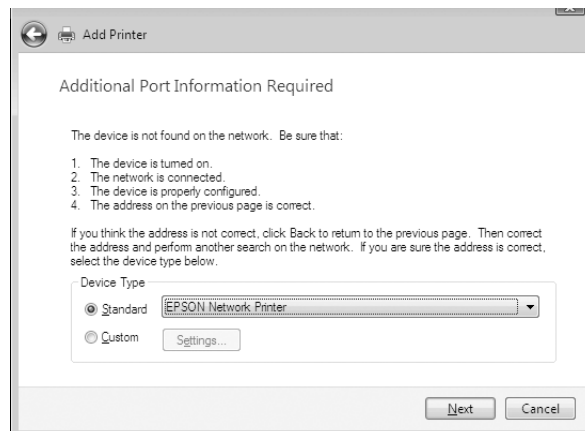 Add Printer
Additional Port Information Required
The device is not found on the network. Be sure that:
1. The device is turned on.
2. The network is connected.
3. The device is properly configured.
4. The address on the previous page is correct.
If you think the address is not correct, click Back to return to the previous page. Then correct
the address and perform another search on the network. If you are sure the address is correct,
select the device type below.
Device Type
Standard EPSON Network Printer
Custom Settings...
Next Cancel